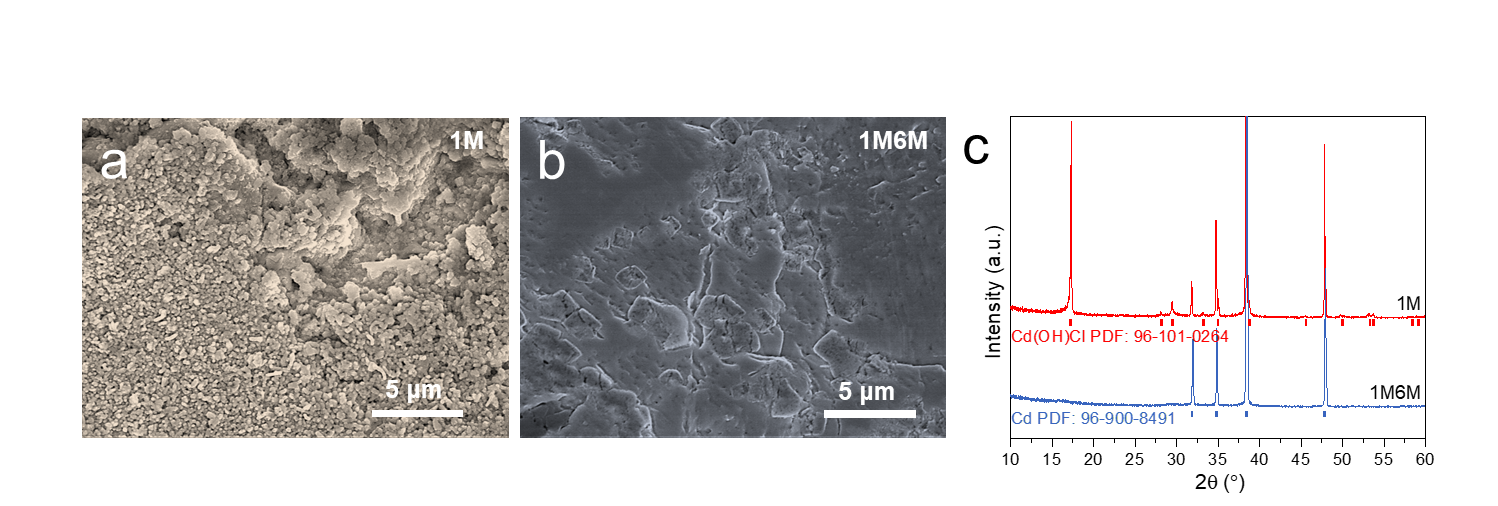 a
1M
5 μm
b
1M6M
5 μm
c
Intensity (a.u.)
1M
Cd(OH)Cl PDF: 96-101-0264
1M6M
Cd PDF: 96-900-8491
10 15 20 25 30 35 40 45 50 55 60
2θ (°)